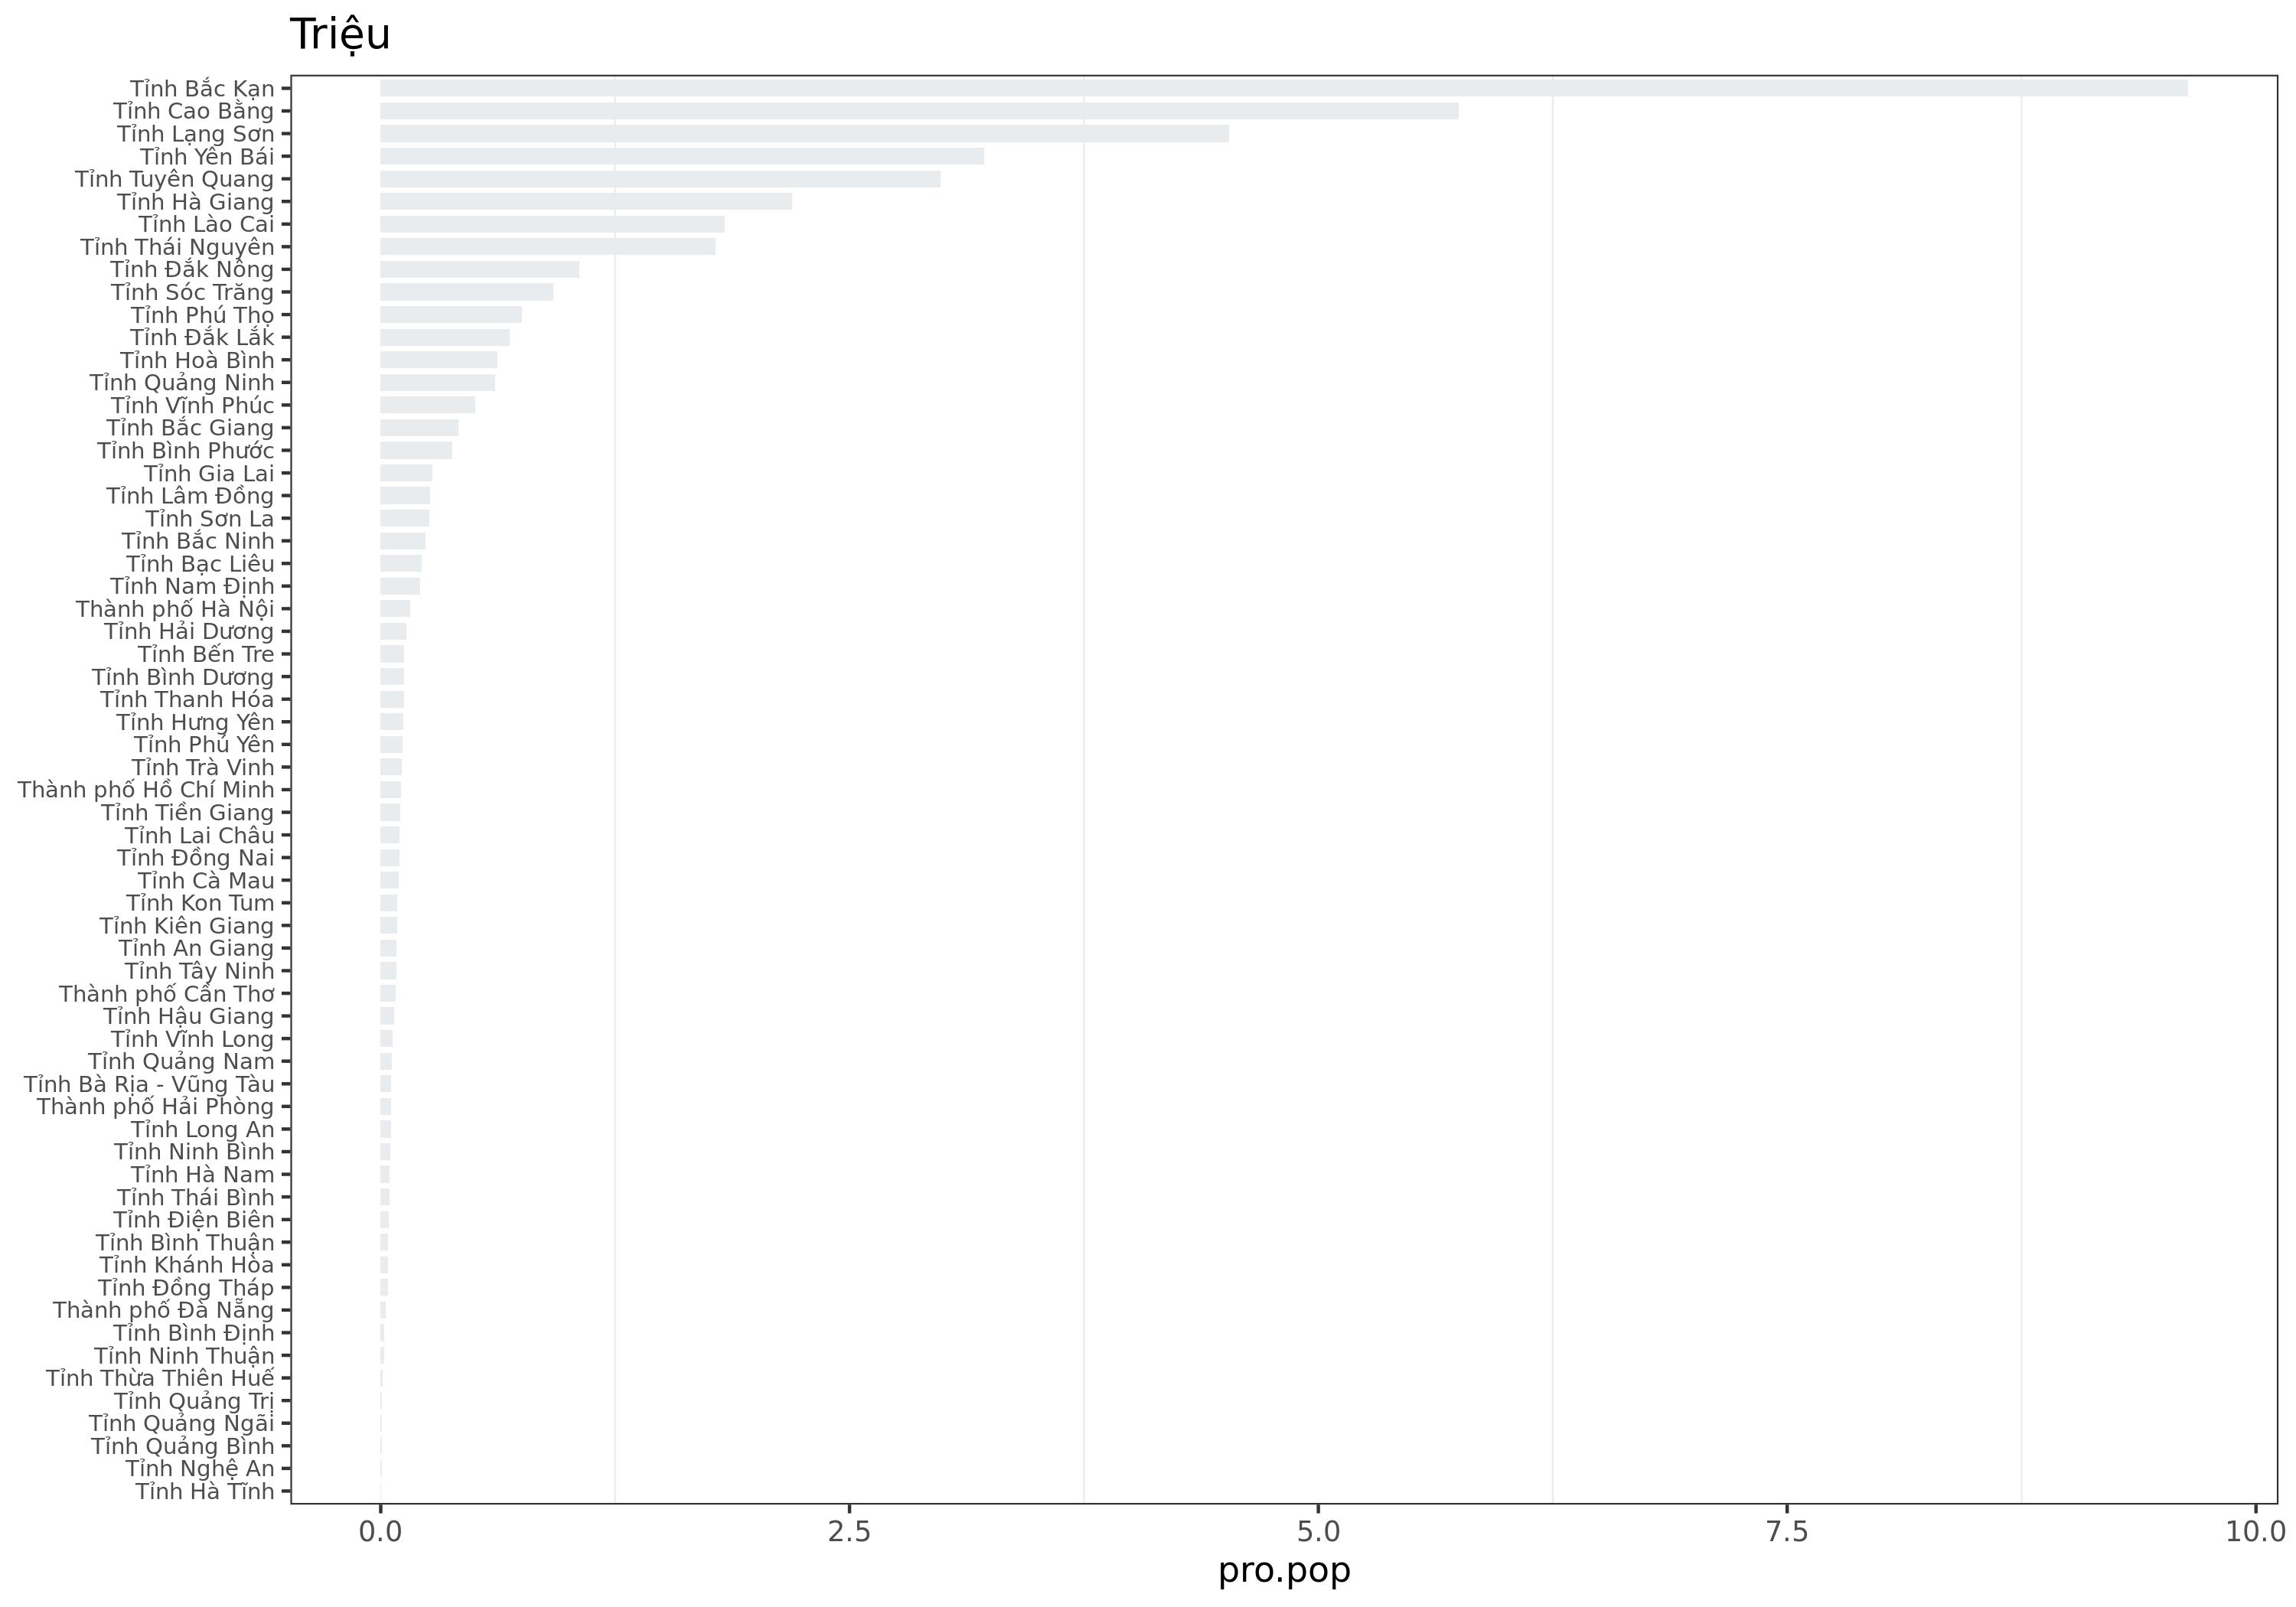 Triệu
Tỉnh Bắc Kạn
Tỉnh Cao Bằng
Tỉnh Lạng Sơn
Tỉnh Yên Bái
Tỉnh Tuyên Quang
Tỉnh Hà Giang
Tỉnh Lào Cai
Tỉnh Thái Nguyên
Tỉnh Đắk Nông
Tỉnh Sóc Trăng
Tỉnh Phú Thọ
Tỉnh Đắk Lắk
Tỉnh Hoà Bình
Tỉnh Quảng Ninh
Tỉnh Vĩnh Phúc
Tỉnh Bắc Giang
Tỉnh Bình Phước
Tỉnh Gia Lai
Tỉnh Lâm Đồng
Tỉnh Sơn La
Tỉnh Bắc Ninh
Tỉnh Bạc Liêu
Tỉnh Nam Định
Thành phố Hà Nội
Tỉnh Hải Dương
Tỉnh Bến Tre
Tỉnh Bình Dương
Tỉnh Thanh Hóa
Tỉnh Hưng Yên
Tỉnh Phú Yên
Tỉnh Trà Vinh
Thành phố Hồ Chí Minh
Tỉnh Tiền Giang
Tỉnh Lai Châu
Tỉnh Đồng Nai
Tỉnh Cà Mau
Tỉnh Kon Tum
Tỉnh Kiên Giang
Tỉnh An Giang
Tỉnh Tây Ninh
Thành phố Cần Thơ
Tỉnh Hậu Giang
Tỉnh Vĩnh Long
Tỉnh Quảng Nam
Tỉnh Bà Rịa - Vũng Tàu
Thành phố Hải Phòng
Tỉnh Long An
Tỉnh Ninh Bình
Tỉnh Hà Nam
Tỉnh Thái Bình
Tỉnh Điện Biên
Tỉnh Bình Thuận
Tỉnh Khánh Hòa
Tỉnh Đồng Tháp
Thành phố Đà Nẵng
Tỉnh Bình Định
Tỉnh Ninh Thuận
Tỉnh Thừa Thiên Huế
Tỉnh Quảng Trị
Tỉnh Quảng Ngãi
Tỉnh Quảng Bình
Tỉnh Nghệ An
Tỉnh Hà Tĩnh
0.0 2.5 5.0 7.5 10.0
pro.pop